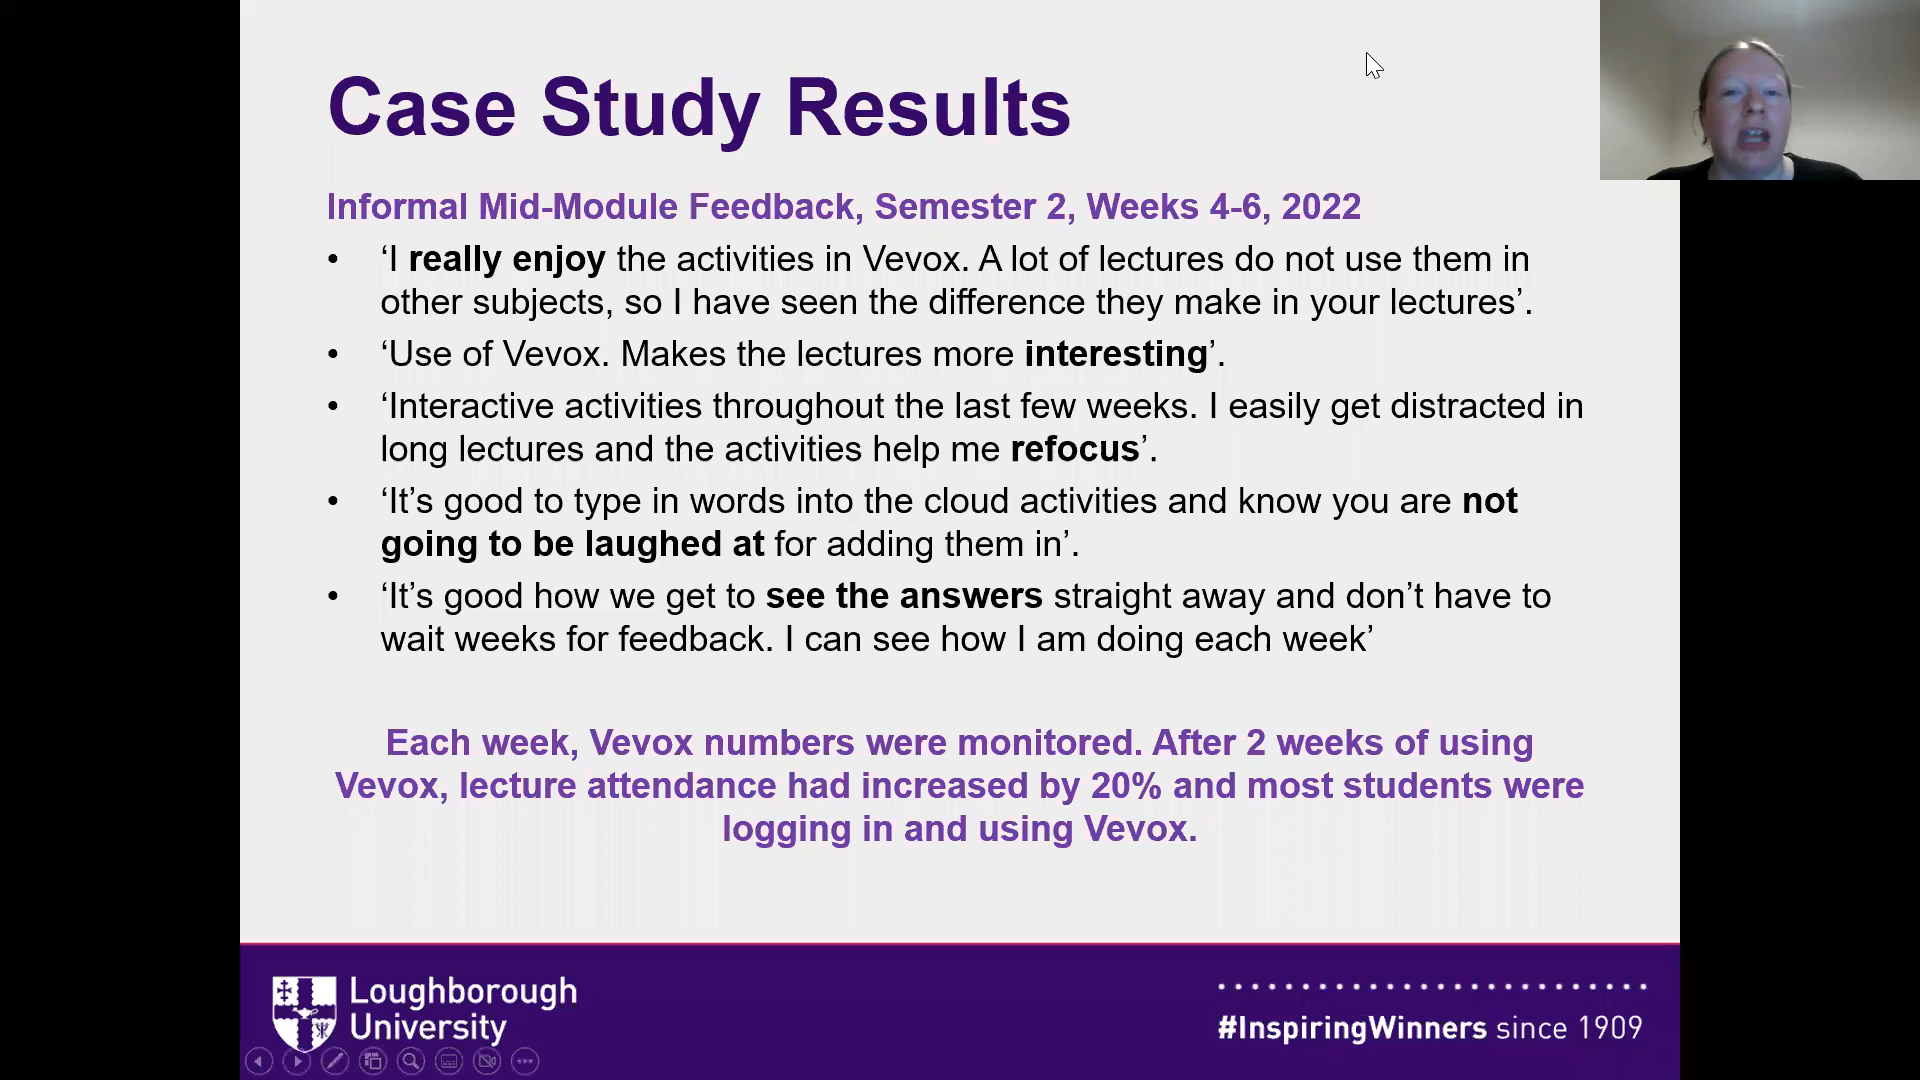 Case Study Results
Informal Mid-Module Feedback, Semester 2, Weeks 4-6, 2022
• ‘I really enjoy the activities in Vevox. A lot of lectures do not use them in
other subjects, so I have seen the difference they make in your lectures’.
• ‘Use of Vevox. Makes the lectures more interesting’.
• ‘Interactive activities throughout the last few weeks. I easily get distracted in
long lectures and the activities help me refocus’.
• ‘It’s good to type in words into the cloud activities and know you are not
going to be laughed at for adding them in’.
• ‘It’s good how we get to see the answers straight away and don’t have to
wait weeks for feedback. I can see how I am doing each week’
Each week, Vevox numbers were monitored. After 2 weeks of using
Vevox, lecture attendance had increased by 20% and most students were
logging in and using Vevox.
Loughborough
University
#InspiringWinners since 1909